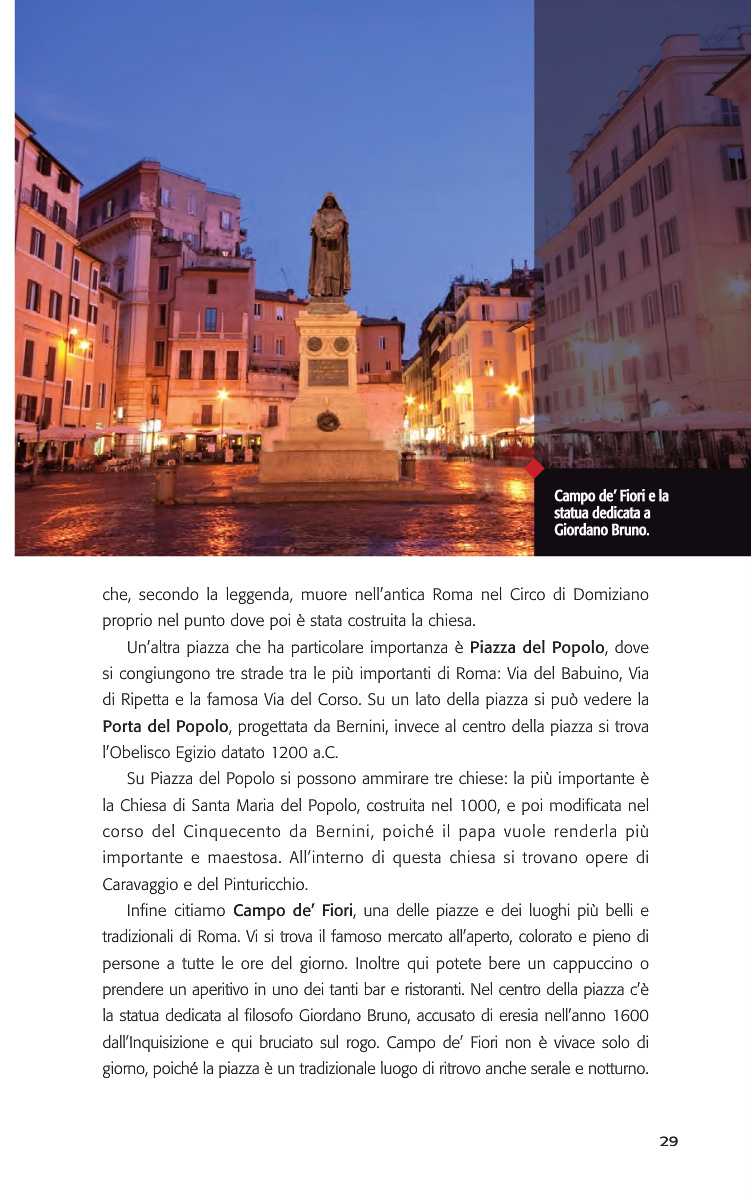 Campo de’ Fiori e la
statua dedicata a
Giordano Bruno.
che, secondo la leggenda, muore nell’antica Roma nel Circo di Domiziano
proprio nel punto dove poi è stata costruita la chiesa.
Un’altra piazza che ha particolare importanza è Piazza del Popolo, dove
si congiungono tre strade tra le più importanti di Roma: Via del Babuino, Via
di Ripetta e la famosa Via del Corso. Su un lato della piazza si può vedere la
Porta del Popolo, progettata da Bernini, invece al centro della piazza si trova
l’Obelisco Egizio datato 1200 a.C.
Su Piazza del Popolo si possono ammirare tre chiese: la più importante è
la Chiesa di Santa Maria del Popolo, costruita nel 1000, e poi modificata nel
corso del Cinquecento da Bernini, poiché il papa vuole renderla più
importante e maestosa. All’interno di questa chiesa si trovano opere di
Caravaggio e del Pinturicchio.
Infine citiamo Campo de’ Fiori, una delle piazze e dei luoghi più belli e
tradizionali di Roma. Vi si trova il famoso mercato all’aperto, colorato e pieno di
persone a tutte le ore del giorno. Inoltre qui potete bere un cappuccino o
prendere un aperitivo in uno dei tanti bar e ristoranti. Nel centro della piazza c’è
la statua dedicata al filosofo Giordano Bruno, accusato di eresia nell’anno 1600
dall’Inquisizione e qui bruciato sul rogo. Campo de’ Fiori non è vivace solo di
giorno, poiché la piazza è un tradizionale luogo di ritrovo anche serale e notturno.
29